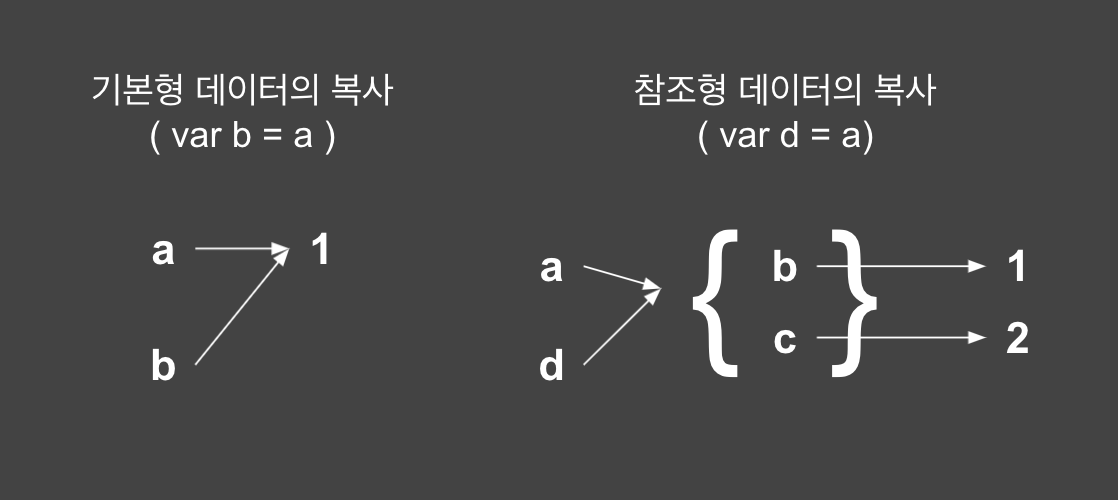 기본형 데이터의 복사
( var b = a )
a 1
b
참조형 데이터의 복사
( var d = a)
a { b } 1
d c 2